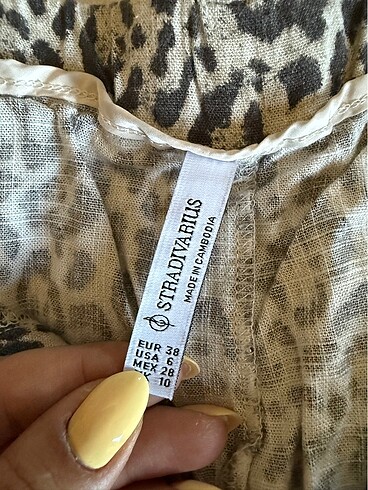 STRADIVARIUS
MADE IN CAMBODIA
EUR 38
USA 6
MEX 28
K 10